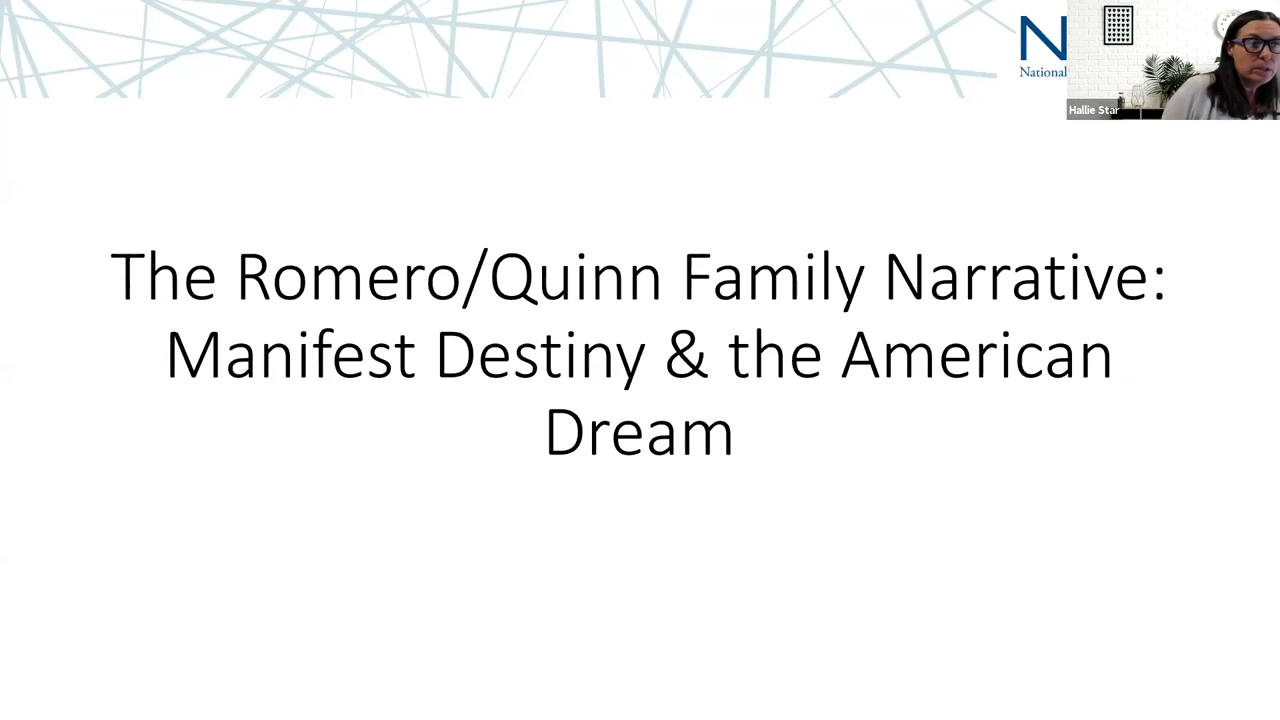 N
National
Hallie Star
The Romero/Quinn Family Narrative:
Manifest Destiny & the American
Dream